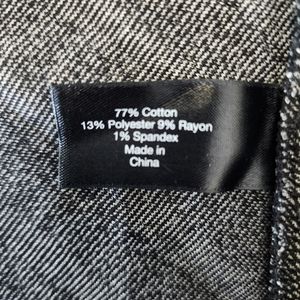 77% Cotton
13% Polyester 9% Rayon
1% Spandex
Made in
China